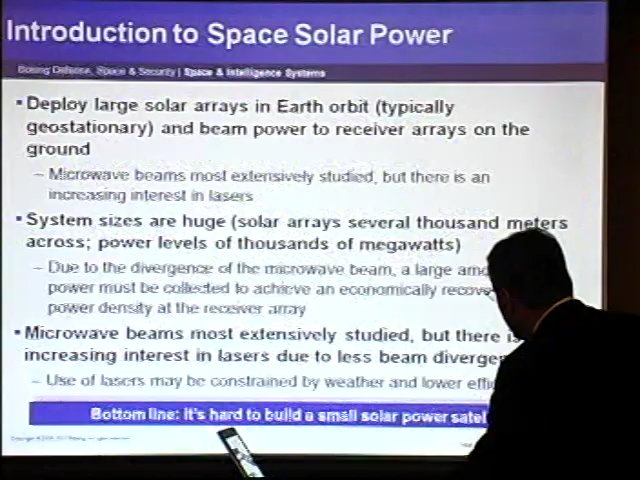 Introduction to Space Solar Power
Boeing Defense, Space & Security | Space & Intelligence Systems
Deploy large solar arrays in Earth orbit (typically
geostationary) and beam power to receiver arrays on the
ground
– Microwave beams most extensively studied, but there is an
increasing interest in lasers
System sizes are huge (solar arrays several thousand meters
across; power levels of thousands of megawatts)
– Due to the divergence of the microwave beam, a large
power must be collected to achieve an economically
power density at the receiver array
Microwave beams most extensively studied, but there is
increasing interest in lasers due to less beam
– Use of lasers may be constrained by weather and lower
Bottom line: it's hard to build a small solar power